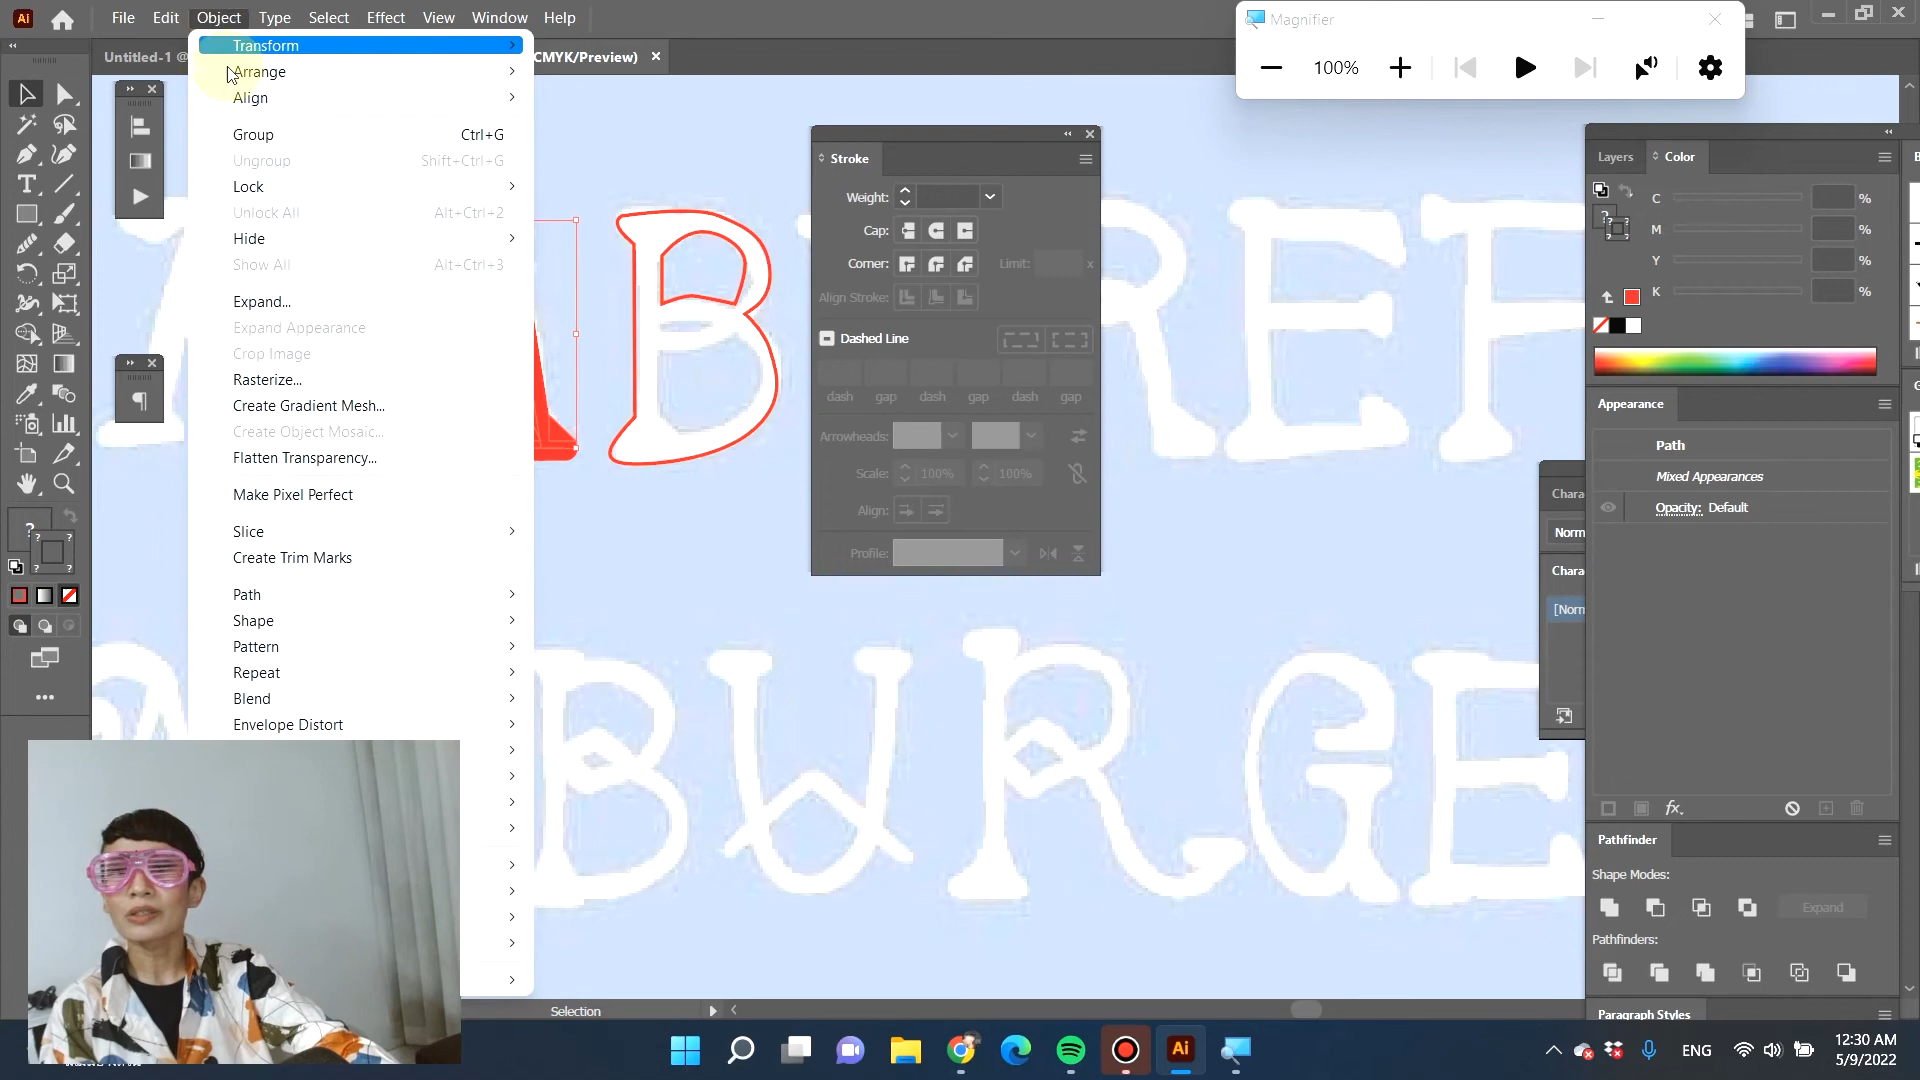 Ai File Edit Object Type Select Effect View Window Help
Magnifier
100%
Untitled-1 @
CMYK/Preview)
Transform
Arrange
Align
Group Ctrl+G
Ungroup Shift+Ctrl+G
Lock
Unlock All Alt+Ctrl+2
Hide
Show All Alt+Ctrl+3
Expand...
Expand Appearance
Crop Image
Rasterize...
Create Gradient Mesh...
Create Object Mosaic...
Flatten Transparency...
Make Pixel Perfect
Slice
Create Trim Marks
Path
Shape
Pattern
Repeat
Blend
Envelope Distort
Stroke
Weight:
Cap:
Corner: Limit: x
Align Stroke:
Dashed Line
dash gap dash gap dash gap
Arrowheads:
Scale: 100% 100%
Align:
Profile:
Layers Color
C %
M %
Y %
K %
Appearance
Path
Mixed Appearances
Opacity: Default
Chara
Norm
Chara
[Norn
Pathfinder
Shape Modes:
Expand
Pathfinders:
Paragraph Styles
B REF
BURGE
Selection
Ai
ENG
12:30 AM
5/9/2022